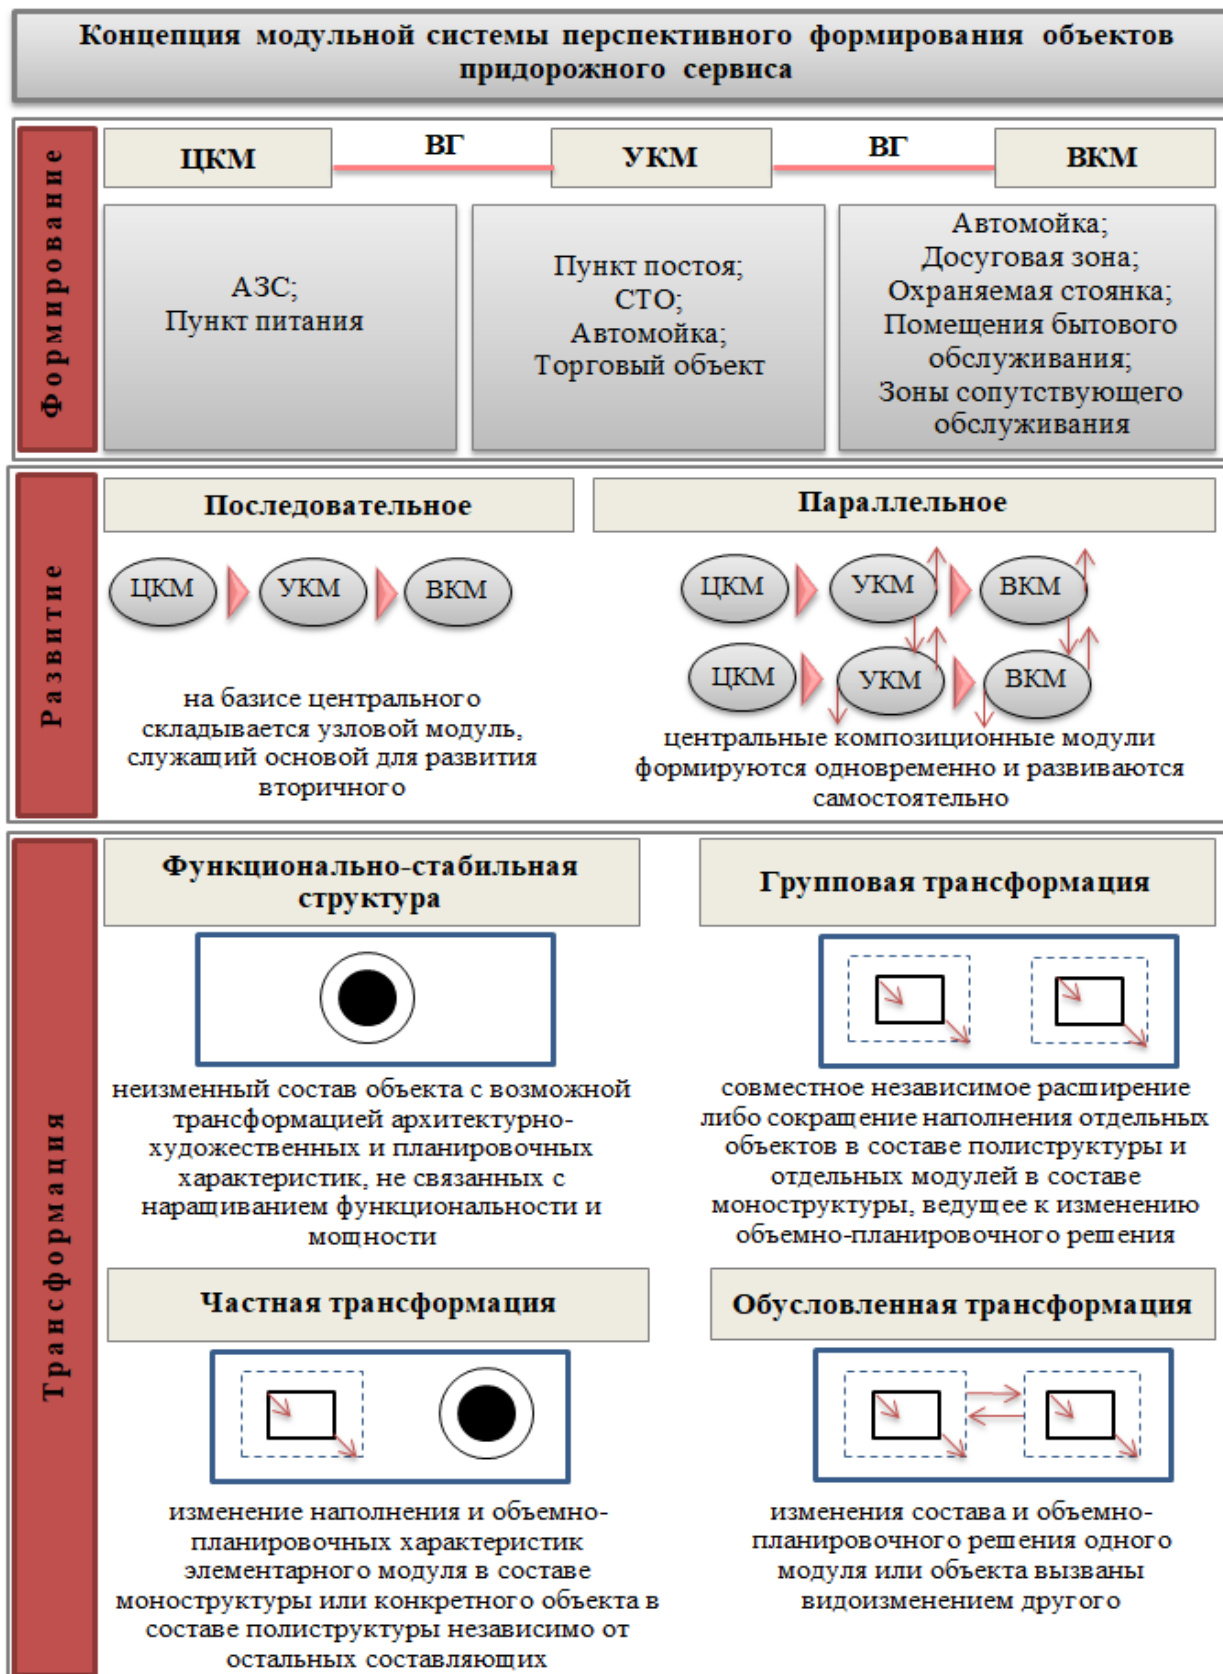 Концепция модульной системы перспективного формирования объектов
придорожного сервиса
Формирование
ЦКМ
ВГ
УКМ
ВГ
ВКМ
АЗС;
Пункт питания
Пункт постоя;
СТО;
Автомойка;
Торговый объект
Автомойка;
Досуговая зона;
Охраняемая стоянка;
Помещения бытового
обслуживания;
Зоны сопутствующего
обслуживания
Развитие
Последовательное
ЦКМ
УКМ
ВКМ
на базисе центрального
складывается узловой модуль,
служащий основой для развития
вторичного
Параллельное
ЦКМ
УКМ
ВКМ
ЦКМ
УКМ
ВКМ
центральные композиционные модули
формируются одновременно и развиваются
самостоятельно
Трансформация
Функционально-стабильная
структура
неизменный состав объекта с возможной
трансформацией архитектурно-
художественных и планировочных
характеристик, не связанных с
наращиванием функциональности и
мощности
Групповая трансформация
совместное независимое расширение
либо сокращение наполнения отдельных
объектов в составе полиструктуры и
отдельных модулей в составе
моноструктуры, ведущее к изменению
объемно-планировочного решения
Частная трансформация
изменение наполнения и объемно-
планировочных характеристик
элементарного модуля в составе
моноструктуры или конкретного объекта в
составе полиструктуры независимо от
остальных составляющих
Обусловленная трансформация
изменения состава и объемно-
планировочного решения одного
модуля или объекта вызваны
видоизменением другого